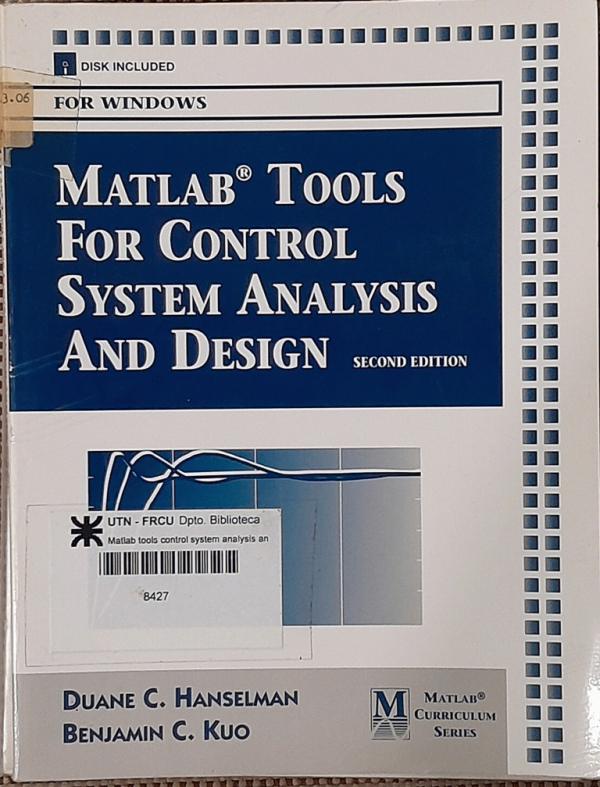 DISK INCLUDED
3.06
FOR WINDOWS
MATLAB® TOOLS
FOR CONTROL
SYSTEM ANALYSIS
AND DESIGN SECOND EDITION
UTN - FRCU Dpto. Biblioteca
Matlab tools control system analysis an
8427
DUANE C. HANSELMAN
BENJAMIN C. KUO
M
MATLAB®
CURRICULUM
SERIES